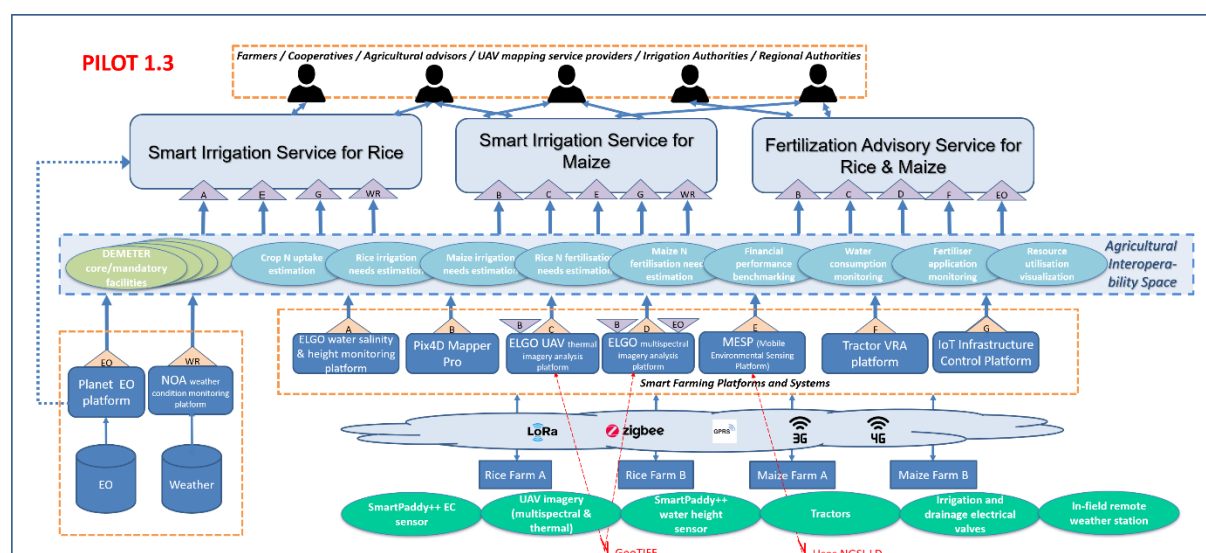 PILOT 1.3
Farmers / Cooperatives / Agricultural advisors / UAV mapping service providers / Irrigation Authorities / Regional Authorities
Smart Irrigation Service for Rice
Smart Irrigation Service for
Maize
Fertilization Advisory Service for
Rice & Maize
A
E
G
WR
B
C
E
G
WR
B
C
D
F
EO
DEMETER
core/mandatory
facilities
Crop N uptake
estimation
Rice irrigation
needs estimation
Maize irrigation
needs estimation
Rice N fertilisation
needs estimation
Maize N
fertilisation need
estimation
Financial
performance
benchmarking
Water
consumption
monitoring
Fertiliser
application
monitoring
Resource
utilisation
visualization
Agricultural
Interopera-
bility Space
EO
Planet EO
platform
WR
NOA weather
condition monitoring
platform
EO
Weather
A
ELGO water salinity
& height monitoring
platform
B
Pix4D Mapper
Pro
B
C
ELGO UAV thermal
imagery analysis
platform
B
D
EO
ELGO multispectral
imagery analysis
platform
E
MESP (Mobile
Environmental Sensing
Platform)
F
Tractor VRA
platform
G
IoT Infrastructure
Control Platform
Smart Farming Platforms and Systems
LoRa
zigbee
GPRS
3G
4G
Rice Farm A
Rice Farm B
Maize Farm A
Maize Farm B
SmartPaddy++ EC
sensor
UAV imagery
(multispectral &
thermal)
SmartPaddy++
water height
sensor
Tractors
Irrigation and
drainage electrical
valves
In-field remote
weather station
GeoTIFF